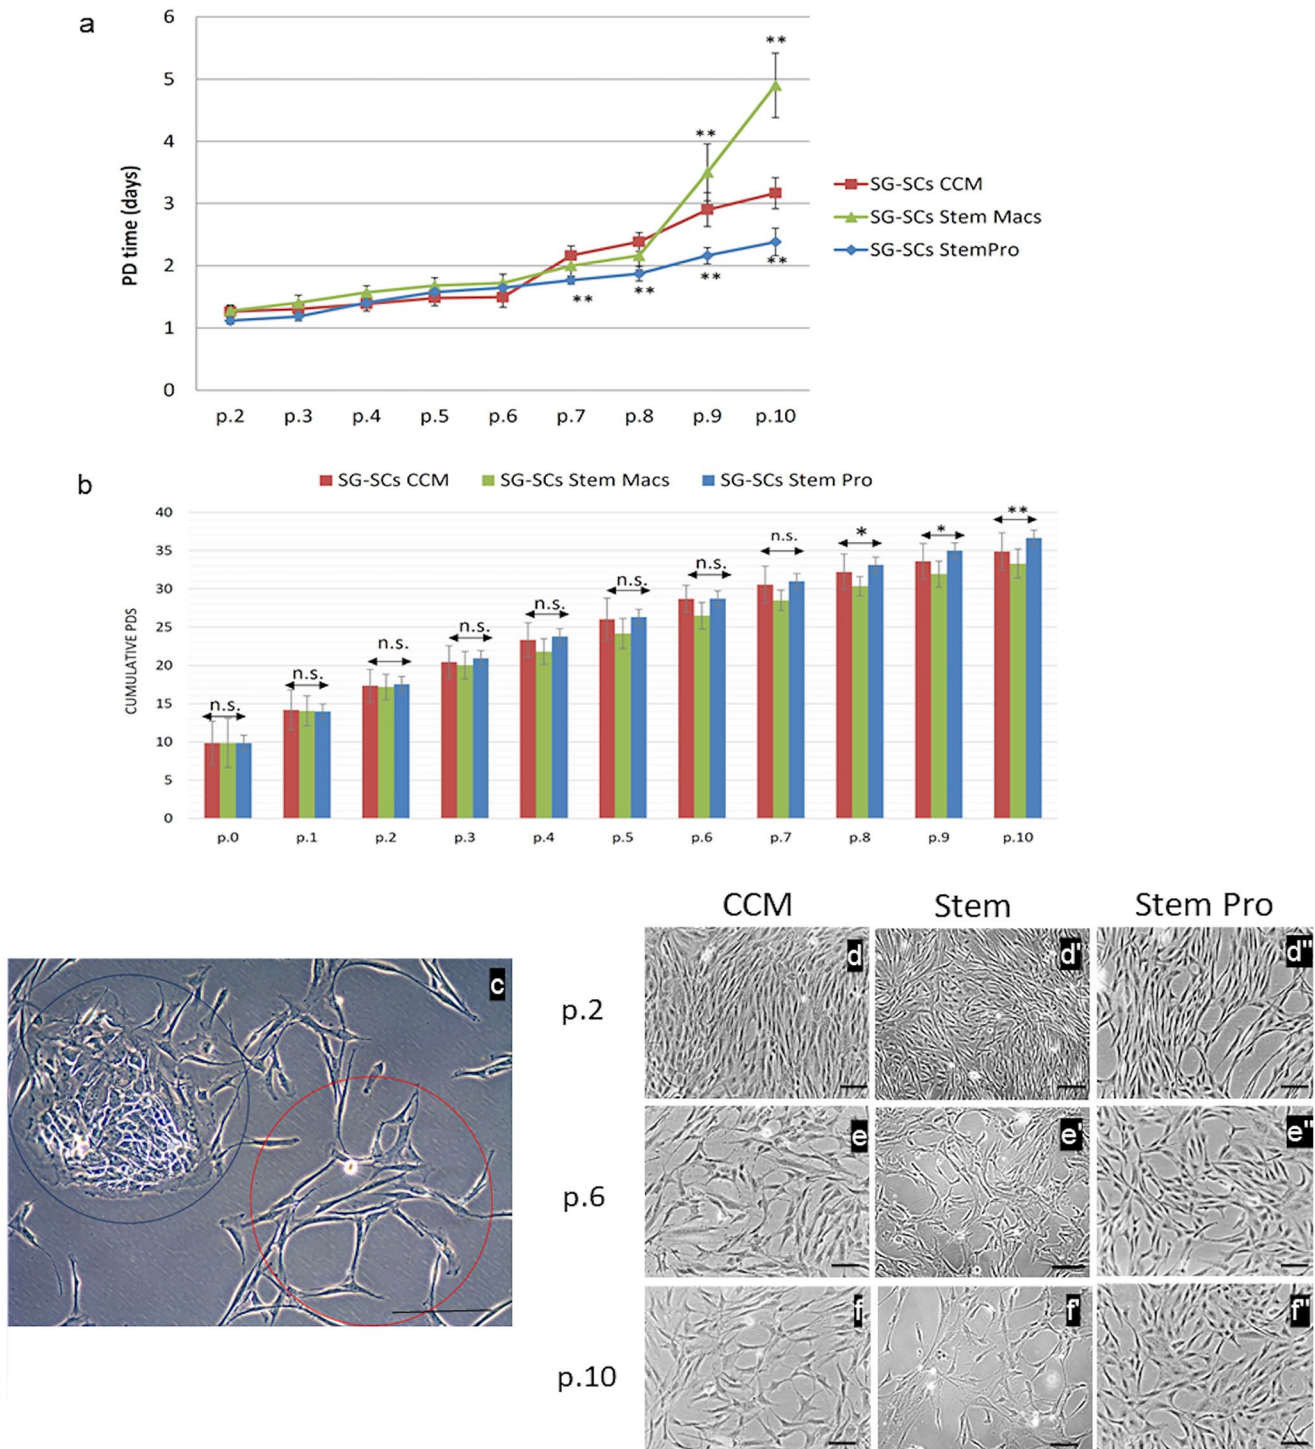 a
6
5
4
3
2
1
0
PD time (days)
**
**
**
**
**
**
p.2 p.3 p.4 p.5 p.6 p.7 p.8 p.9 p.10
SG-SCs CCM
SG-SCs Stem Macs
SG-SCs StemPro
b
SG-SCs CCM SG-SCs Stem Macs SG-SCs Stem Pro
40
35
30
25
20
15
10
5
0
CUMULATIVE PDS
n.s. n.s. n.s. n.s. n.s. n.s. n.s. n.s. * * **
p.0 p.1 p.2 p.3 p.4 p.5 p.6 p.7 p.8 p.9 p.10
c
CCM Stem Stem Pro
p.2 d d' d"
p.6 e e' e"
p.10 f f' f"